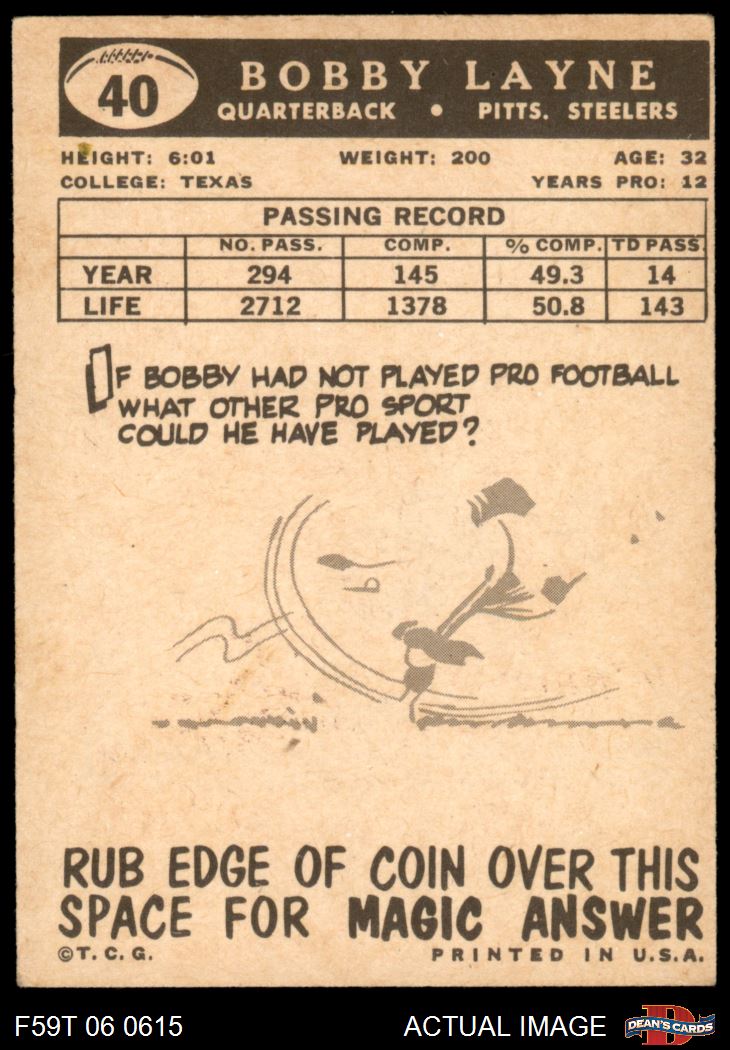 40
BOBBY LAYNE
QUARTERBACK • PITTS. STEELERS
HEIGHT: 6:01 WEIGHT: 200 AGE: 32
COLLEGE: TEXAS YEARS PRO: 12
PASSING RECORD
NO. PASS. COMP. % COMP. TD PASS.
YEAR 294 145 49.3 14
LIFE 2712 1378 50.8 143
IF BOBBY HAD NOT PLAYED PRO FOOTBALL
WHAT OTHER PRO SPORT
COULD HE HAVE PLAYED?
RUB EDGE OF COIN OVER THIS
SPACE FOR MAGIC ANSWER
©T. C. G. PRINTED IN U.S.A.
F59T 06 0615 ACTUAL IMAGE DEAN'S CARDS